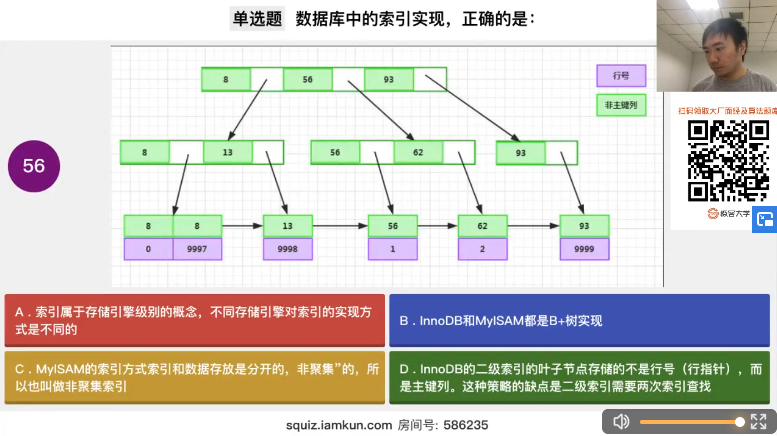 单选题 数据库中的索引实现，正确的是：
扫码领取大厂面经及算法题库
极客大学
56
行号
非主键列
8 56 93
8 13 56 62 93
8 8 13 56 62 93
0 9997 9998 1 2 9999
A．索引属于存储引擎级别的概念，不同存储引擎对索引的实现方
式是不同的
B．InnoDB和MyISAM都是B+树实现
C．MyISAM的索引方式索引和数据存放是分开的，非聚集”的，所
以也叫做非聚集索引
D．InnoDB的二级索引的叶子节点存储的不是行号（行指针），而
是主键列。这种策略的缺点是二级索引需要两次索引查找
squiz.iamkun.com 房间号: 586235